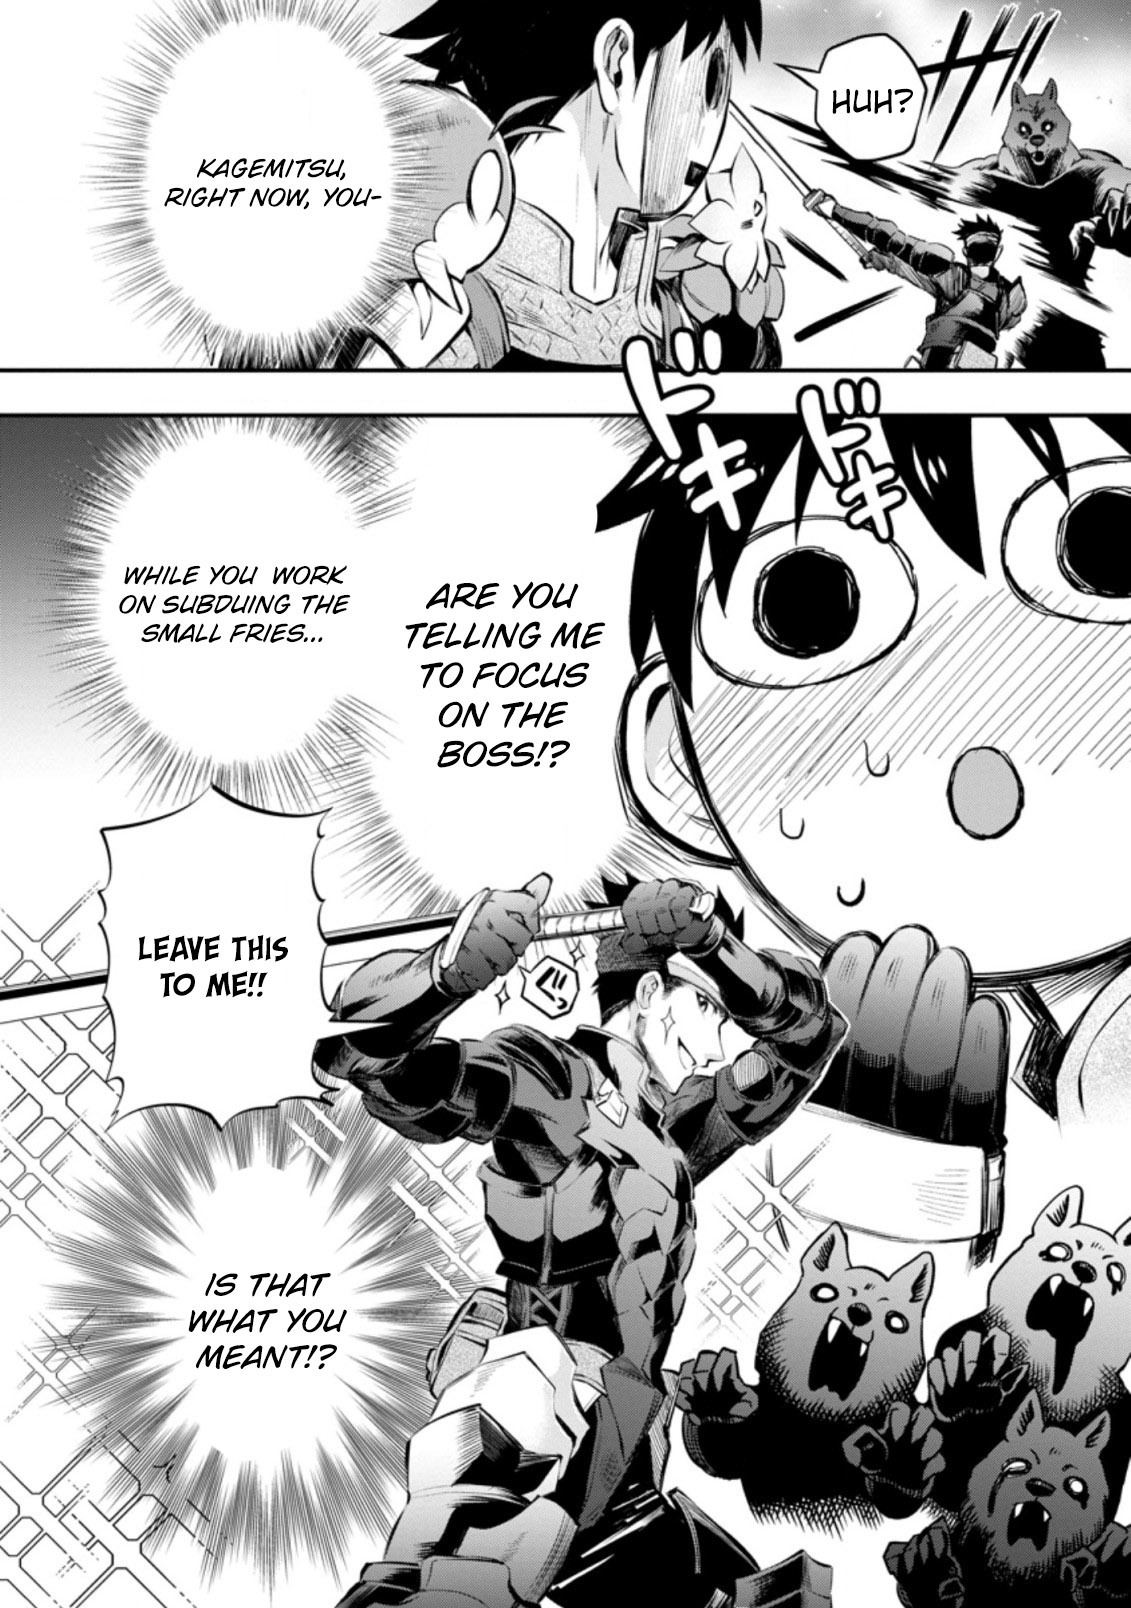 HUH?
KAGEMITSU,
RIGHT NOW, YOU-
ドキ
ドキ
ARE YOU
TELLING ME
TO FOCUS
ON THE
BOSS!?
WHILE YOU WORK
ON SUBDUING THE
SMALL FRIES...
LEAVE THIS
TO ME!!
IS THAT
WHAT YOU
MEANT!?